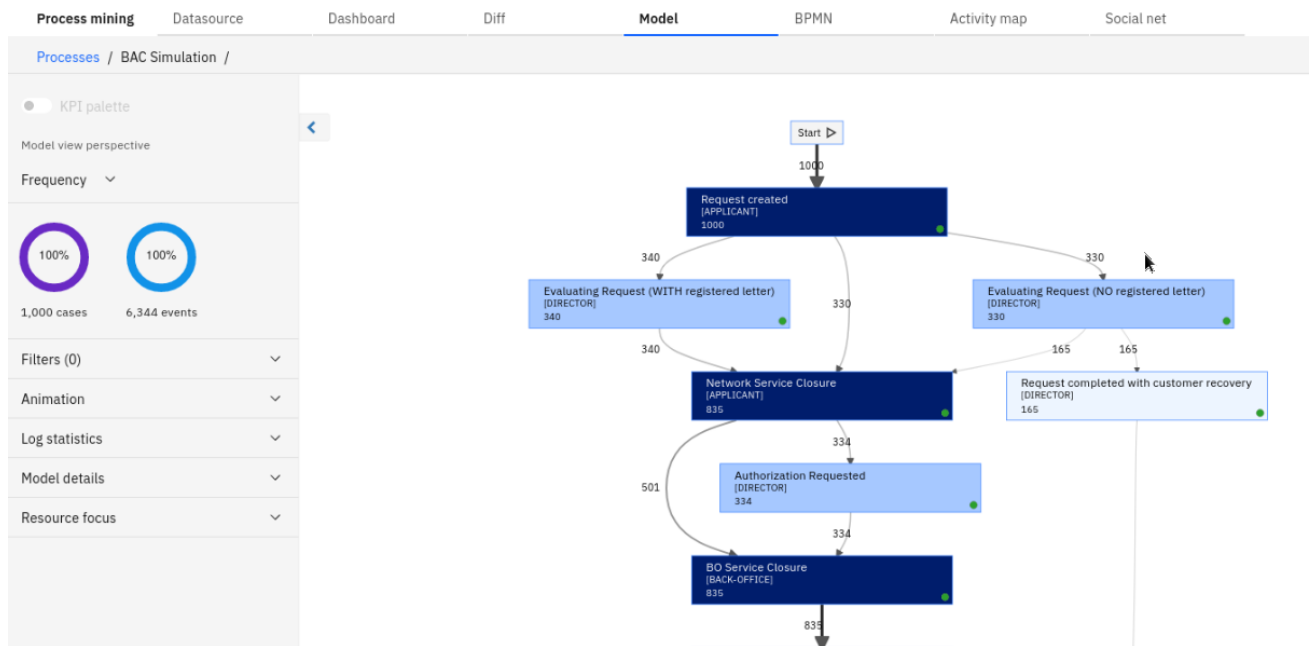 Process mining Datasource Dashboard Diff Model BPMN Activity map Social net
Processes / BAC Simulation /
KPI palette
Model view perspective
Frequency
100% 100%
1,000 cases 6,344 events
Filters (0)
Animation
Log statistics
Model details
Resource focus
Start
1000
Request created
[APPLICANT]
1000
340
330
330
Evaluating Request (WITH registered letter)
[DIRECTOR]
340
Evaluating Request (NO registered letter)
[DIRECTOR]
330
340
165
165
Network Service Closure
[APPLICANT]
835
Request completed with customer recovery
[DIRECTOR]
165
334
501
Authorization Requested
[DIRECTOR]
334
334
BO Service Closure
[BACK-OFFICE]
835
835